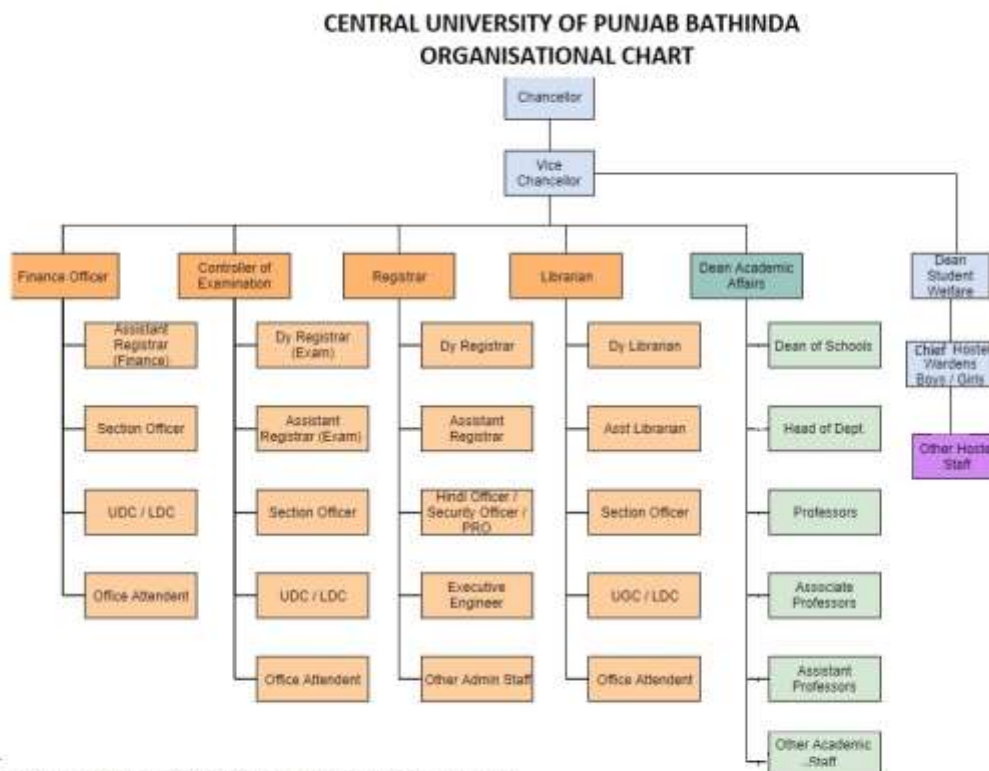 CENTRAL UNIVERSITY OF PUNJAB BATHINDA
ORGANISATIONAL CHART
Chancellor
Vice
Chancellor
Finance Officer
Controller of
Examination
Registrar
Librarian
Dean Academic
Affairs
Dean
Student
Welfare
Assistant
Registrar
(Finance)
Dy Registrar
(Exam)
Dy Registrar
Dy Librarian
Dean of Schools
Chief Hoste
Wardens
Boys / Girls
Section Officer
Assistant
Registrar (Exam)
Assistant
Registrar
Asst Librarian
Head of Dept.
Other Hoste
Staff
UDC / LDC
Section Officer
Hindi Officer /
Security Officer /
PRO
Section Officer
Professors
Office Attendent
UDC / LDC
Executive
Engineer
UGC / LDC
Associate
Professors
Office Attendent
Other Admin Staff
Office Attendent
Assistant
Professors
Other Academic
Staff